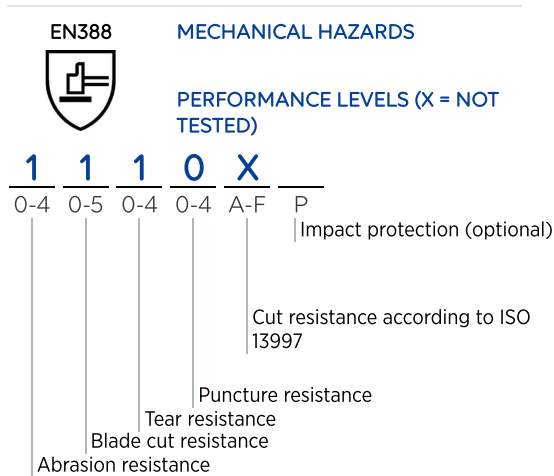 EN388
MECHANICAL HAZARDS
PERFORMANCE LEVELS (X = NOT
TESTED)
1 1 1 0 X
0-4 0-5 0-4 0-4 A-F P
Impact protection (optional)
Cut resistance according to ISO
13997
Puncture resistance
Tear resistance
Blade cut resistance
Abrasion resistance